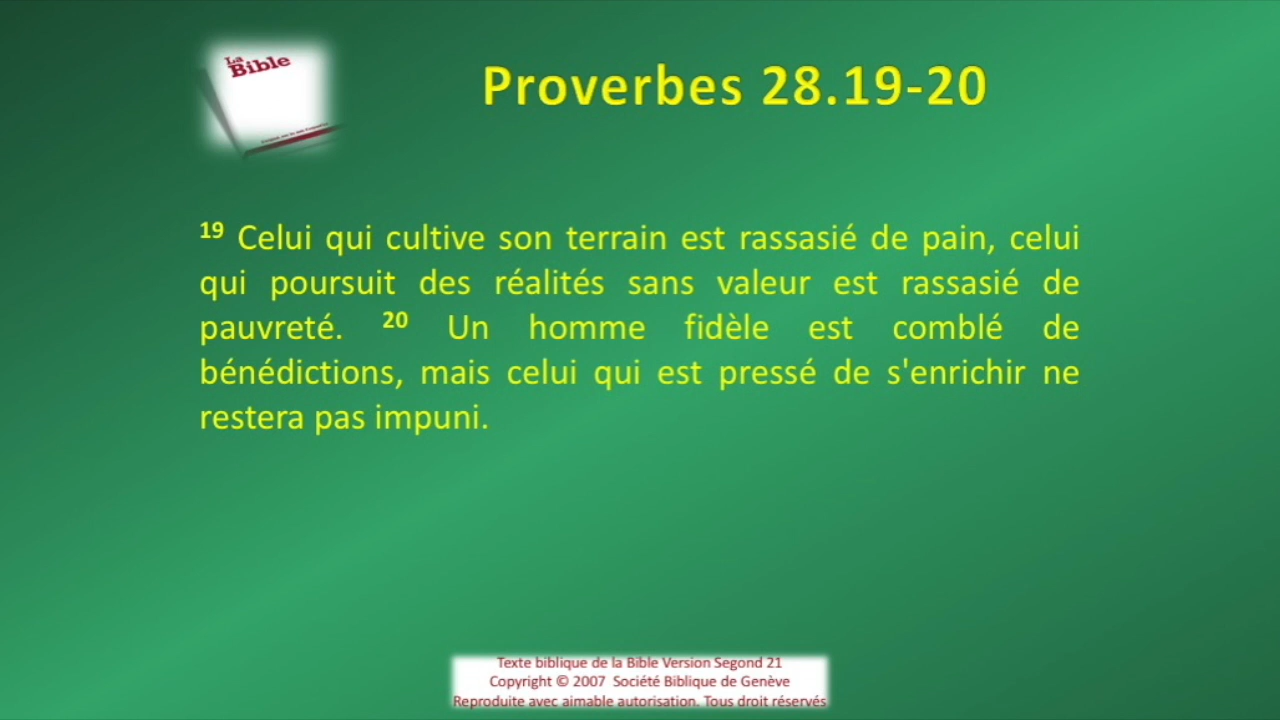 La
Bible
Proverbes 28.19-20
19 Celui qui cultive son terrain est rassasié de pain, celui
qui poursuit des réalités sans valeur est rassasié de
pauvreté. 20 Un homme fidèle est comblé de
bénédictions, mais celui qui est pressé de s'enrichir ne
restera pas impuni.
Texte biblique de la Bible Version Segond 21
Copyright © 2007 Société Biblique de Genève
Reproduite avec aimable autorisation. Tous droit réservés